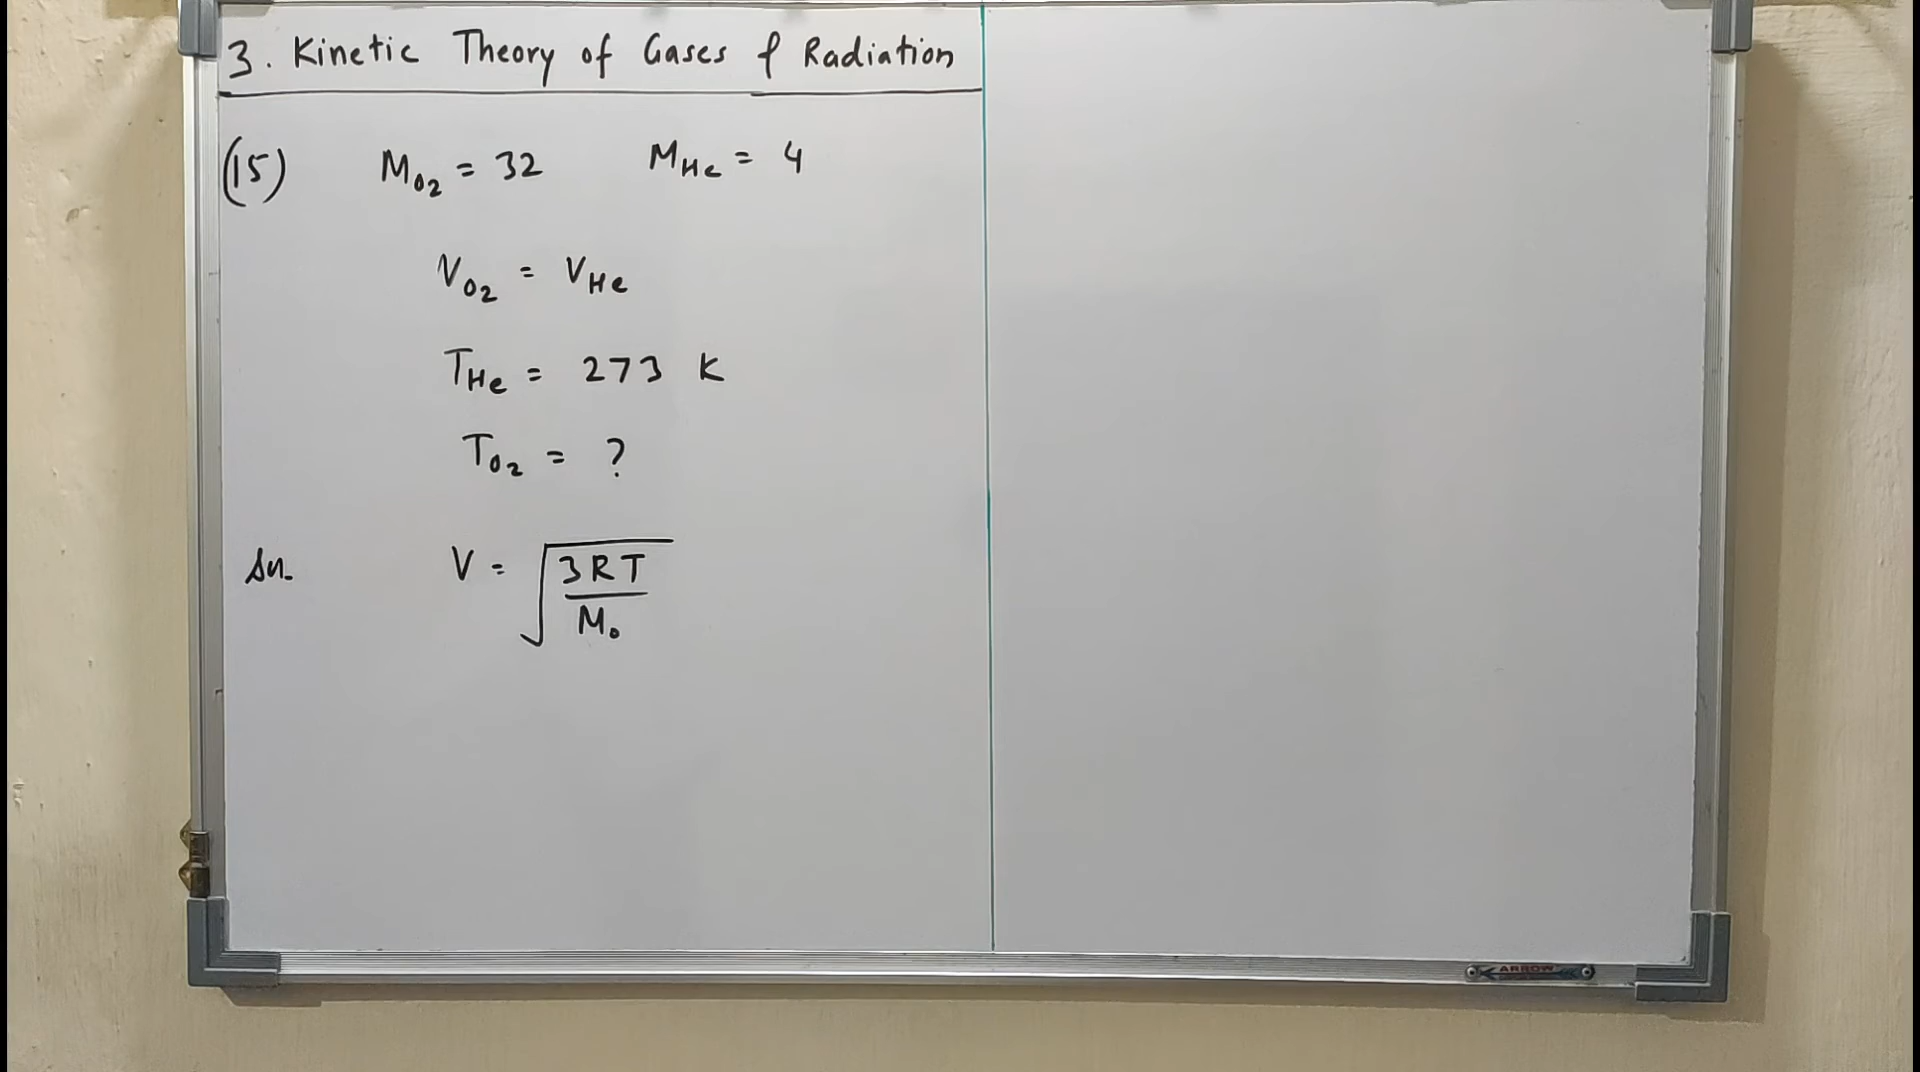 3. Kinetic Theory of Gases & Radiation
(15) M_O2 = 32 M_He = 4
V_O2 = V_He
T_He = 273 K
T_O2 = ?
Sn. V = √(3RT/M₀)
ARROW